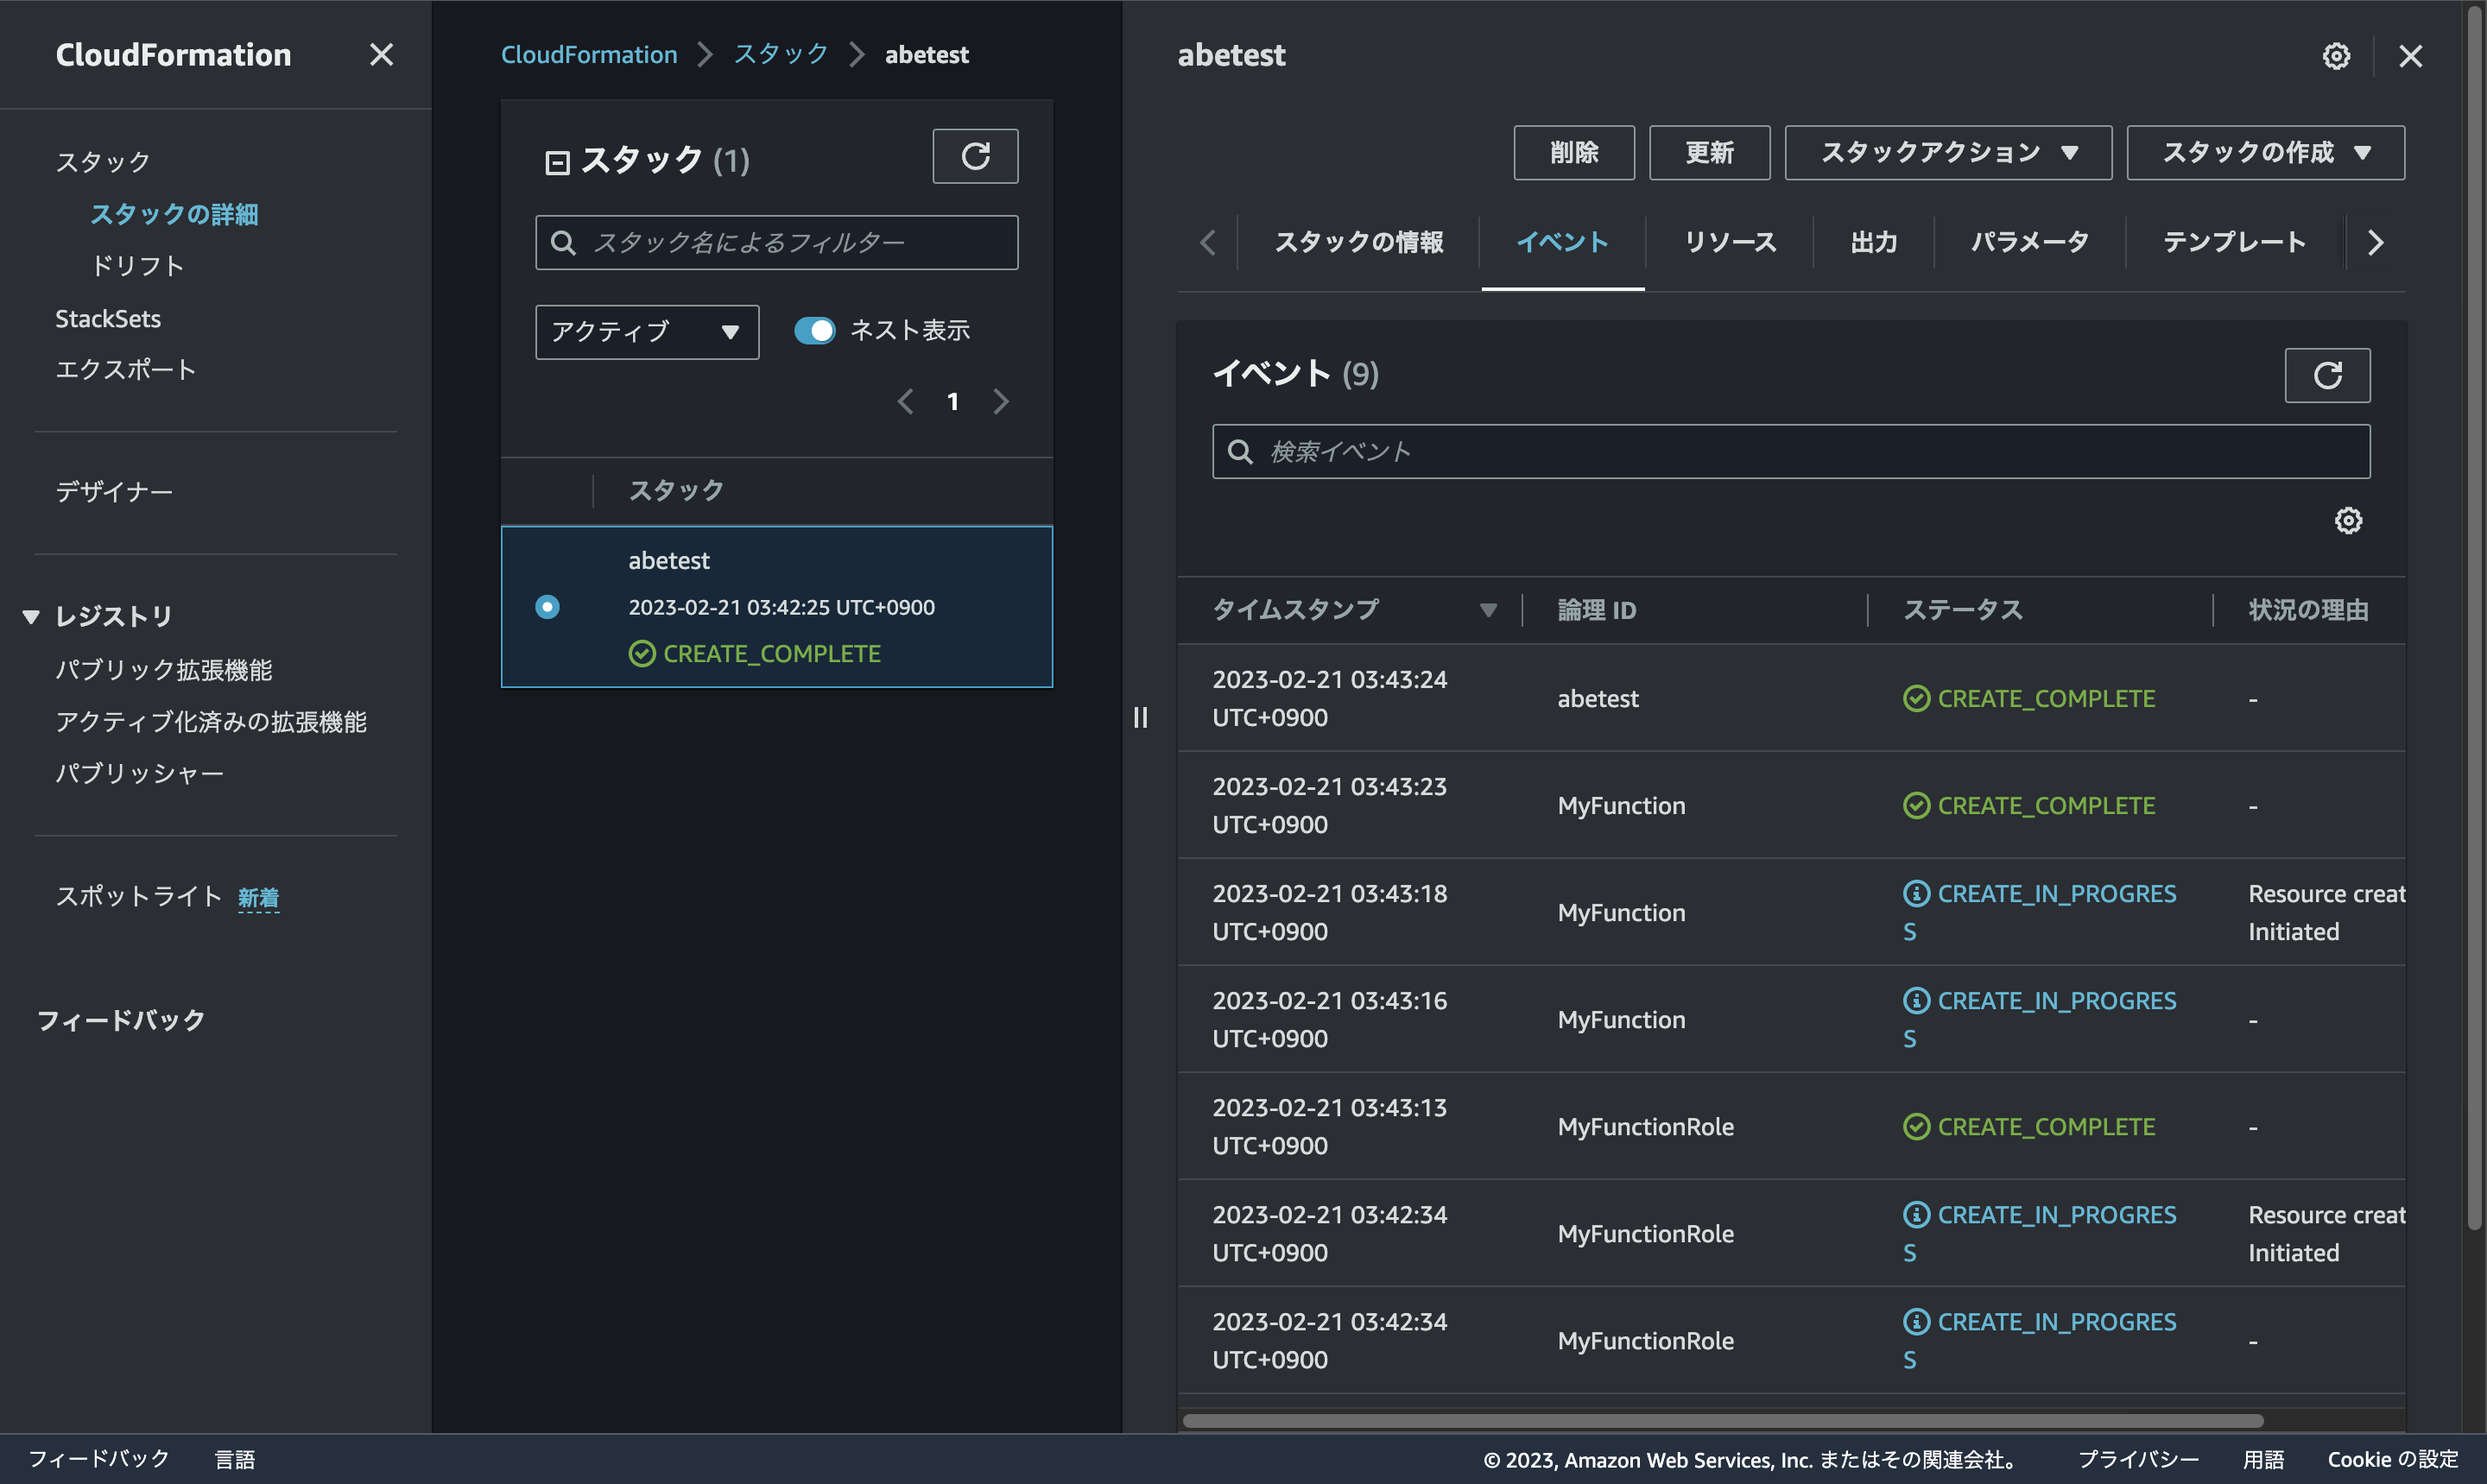 CloudFormation
スタック
スタックの詳細
ドリフト
StackSets
エクスポート
デザイナー
レジストリ
パブリック拡張機能
アクティブ化済みの拡張機能
パブリッシャー
スポットライト 新着
フィードバック
CloudFormation スタック abetest
スタック (1)
スタック名によるフィルター
アクティブ ネスト表示
1
スタック
abetest
2023-02-21 03:42:25 UTC+0900
CREATE_COMPLETE
abetest
削除 更新 スタックアクション スタックの作成
スタックの情報 イベント リソース 出力 パラメータ テンプレート
イベント (9)
検索イベント
タイムスタンプ 論理 ID ステータス 状況の理由
2023-02-21 03:43:24
UTC+0900
abetest
CREATE_COMPLETE
-
2023-02-21 03:43:23
UTC+0900
MyFunction
CREATE_COMPLETE
-
2023-02-21 03:43:18
UTC+0900
MyFunction
CREATE_IN_PROGRES
S
Resource creat
Initiated
2023-02-21 03:43:16
UTC+0900
MyFunction
CREATE_IN_PROGRES
S
-
2023-02-21 03:43:13
UTC+0900
MyFunctionRole
CREATE_COMPLETE
-
2023-02-21 03:42:34
UTC+0900
MyFunctionRole
CREATE_IN_PROGRES
S
Resource creat
Initiated
2023-02-21 03:42:34
UTC+0900
MyFunctionRole
CREATE_IN_PROGRES
S
-
フィードバック 言語 © 2023, Amazon Web Services, Inc. またはその関連会社。 プライバシー 用語 Cookie の設定